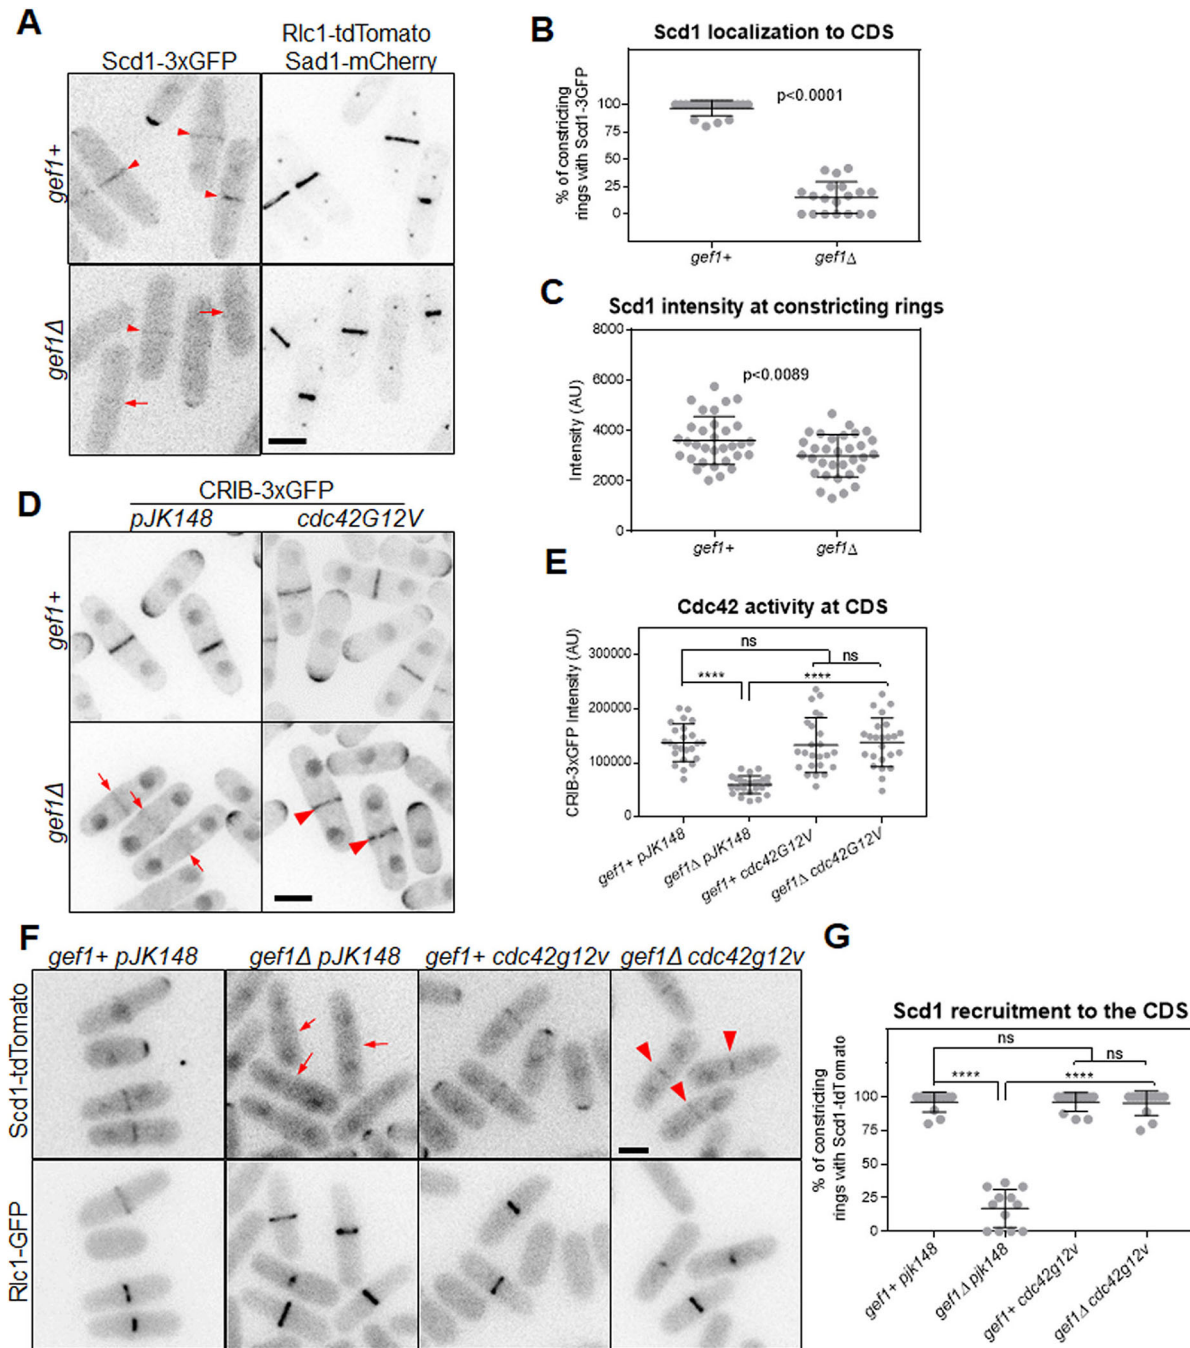 A
Scd1-3xGFP
Rlc1-tdTomato
Sad1-mCherry
gef1+
gef1Δ
B
Scd1 localization to CDS
% of constricting
rings with Scd1-3GFP
100
75
50
25
0
p<0.0001
gef1+
gef1Δ
C
Scd1 intensity at constricting rings
Intensity (AU)
8000
6000
4000
2000
0
p<0.0089
gef1+
gef1Δ
D
CRIB-3xGFP
pJK148
cdc42G12V
gef1+
gef1Δ
E
Cdc42 activity at CDS
CRIB-3xGFP Intensity (AU)
300000
200000
100000
0
ns
ns
****
****
gef1+ pJK148
gef1Δ pJK148
gef1+ cdc42G12V
gef1Δ cdc42G12V
F
gef1+ pJK148
gef1Δ pJK148
gef1+ cdc42g12v
gef1Δ cdc42g12v
Scd1-tdTomato
Rlc1-GFP
G
Scd1 recruitment to the CDS
% of constricting
rings with Scd1-tdTomato
100
75
50
25
0
ns
ns
****
****
gef1+ pjk148
gef1Δ pjk148
gef1+ cdc42g12v
gef1Δ cdc42g12v